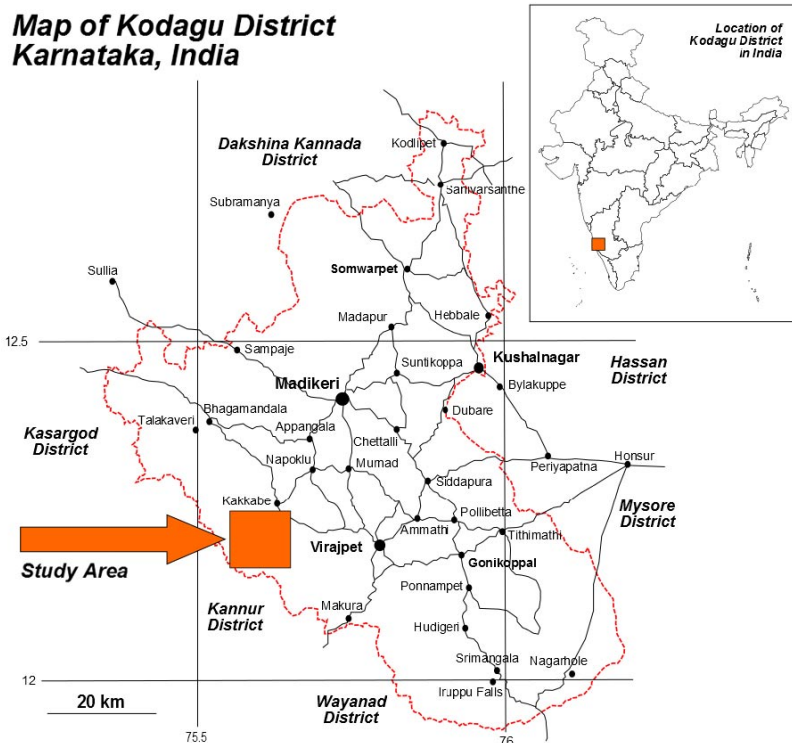 Map of Kodagu District
Karnataka, India
Location of
Kodagu District
in India
Dakshina Kannada
District
Kodlipet
Sanivarsanthe
Subramanya
Sullia
Somwarpet
Madapur
Hebbale
12.5
Sampaje
Suntikoppa
Kushalnagar
Hassan
District
Madikeri
Bylakuppe
Bhagamandala
Talakaveri
Dubare
Appangala
Chettalli
Kasargod
District
Napoklu
Murnad
Periyapatna
Honsur
Siddapura
Kakkabe
Mysore
District
Pollibetta
Ammathi
Tithimathi
Virajpet
Gonikoppal
Study Area
Ponnampet
Kannur
District
Makura
Hudigeri
Srimangala
Nagarhole
12
Iruppu Falls
20 km
Wayanad
District
75.5
76